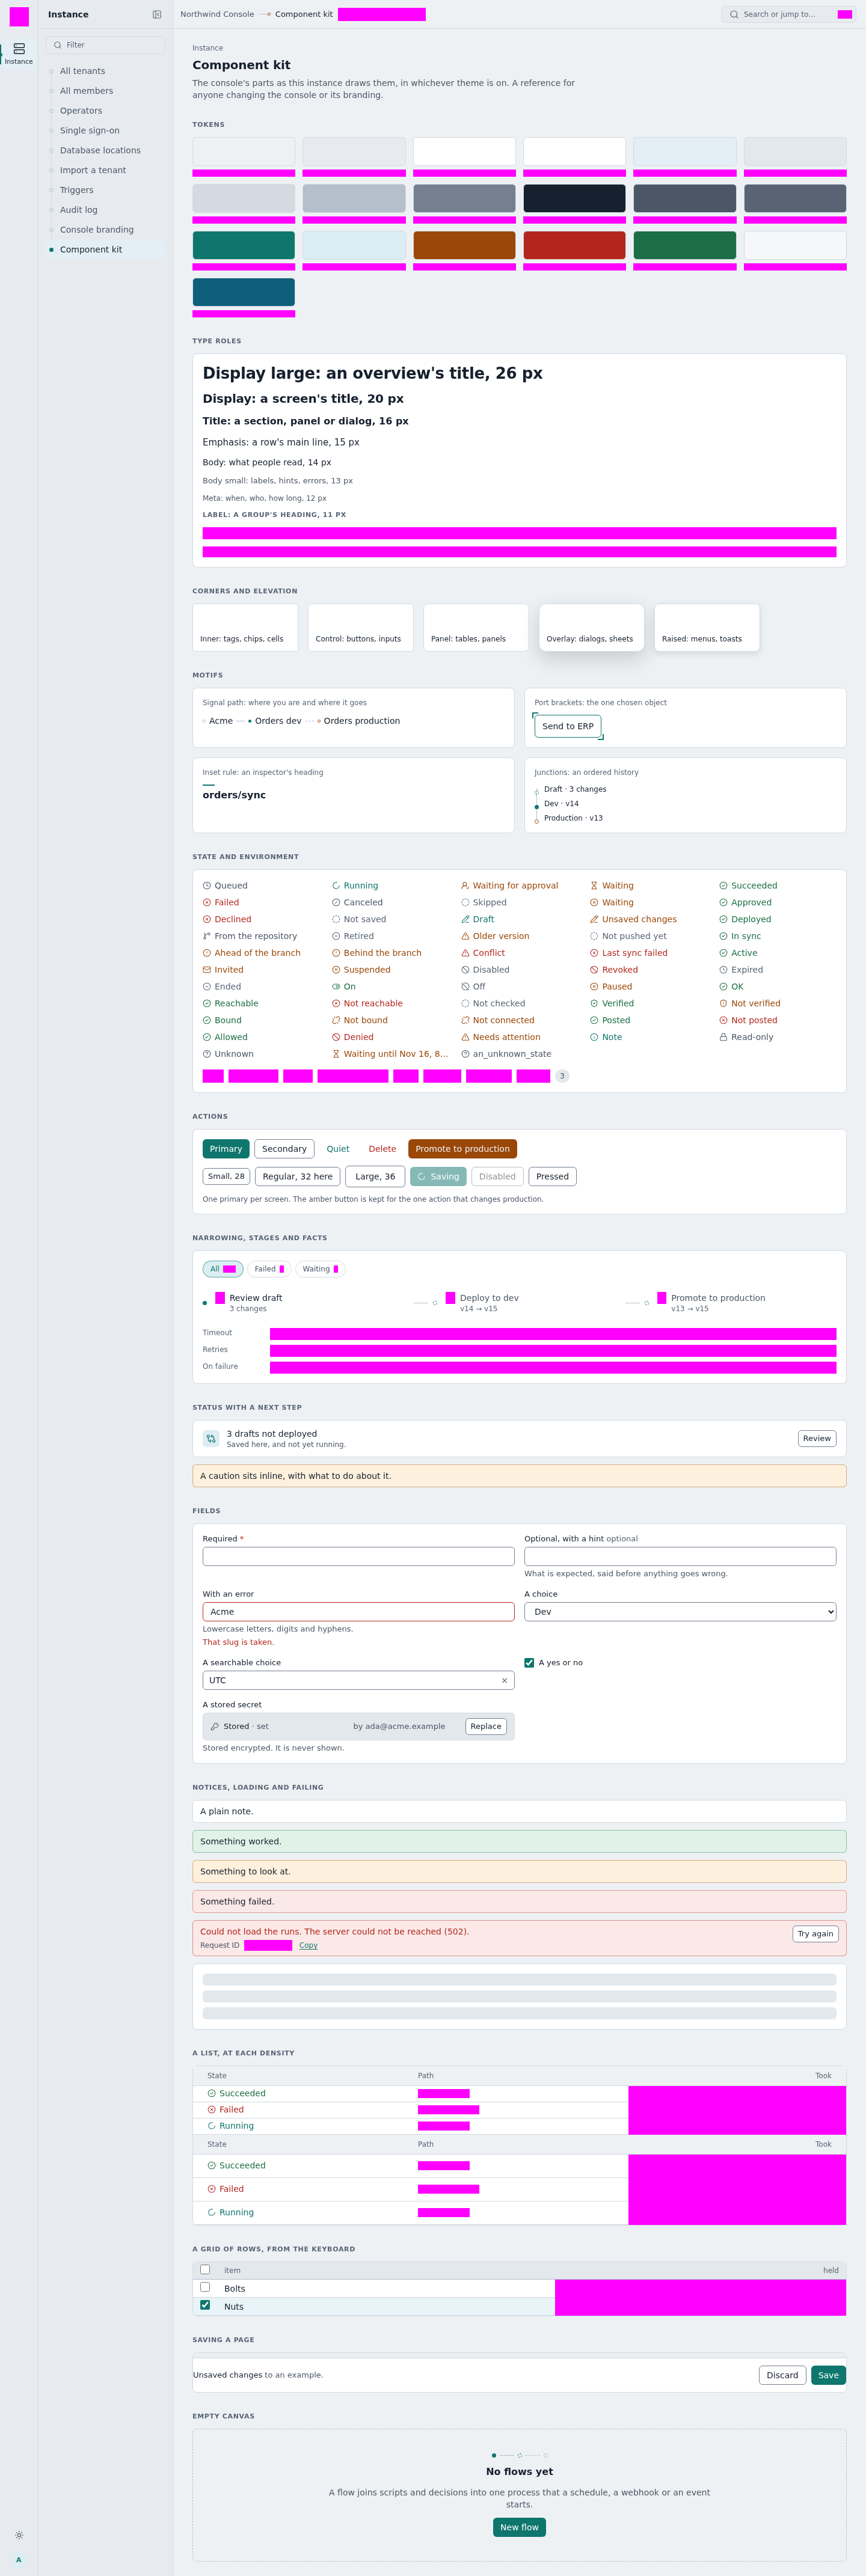 Instance
Northwind Console
Component kit
Search or jump to...
Instance
Filter
All tenants
All members
Operators
Single sign-on
Database locations
Import a tenant
Triggers
Audit log
Console branding
Component kit
A
Instance
Component kit
The console's parts as this instance draws them, in whichever theme is on. A reference for
anyone changing the console or its branding.
TOKENS
TYPE ROLES
Display large: an overview's title, 26 px
Display: a screen's title, 20 px
Title: a section, panel or dialog, 16 px
Emphasis: a row's main line, 15 px
Body: what people read, 14 px
Body small: labels, hints, errors, 13 px
Meta: when, who, how long, 12 px
LABEL: A GROUP'S HEADING, 11 PX
CORNERS AND ELEVATION
Inner: tags, chips, cells
Control: buttons, inputs
Panel: tables, panels
Overlay: dialogs, sheets
Raised: menus, toasts
MOTIFS
Signal path: where you are and where it goes
Acme Orders dev Orders production
Port brackets: the one chosen object
Send to ERP
Inset rule: an inspector's heading
orders/sync
Junctions: an ordered history
Draft · 3 changes
Dev · v14
Production · v13
STATE AND ENVIRONMENT
Queued Running Waiting for approval Waiting Succeeded
Failed Canceled Skipped Waiting Approved
Declined Not saved Draft Unsaved changes Deployed
From the repository Retired Older version Not pushed yet In sync
Ahead of the branch Behind the branch Conflict Last sync failed Active
Invited Suspended Disabled Revoked Expired
Ended On Off Paused OK
Reachable Not reachable Not checked Verified Not verified
Bound Not bound Not connected Posted Not posted
Allowed Denied Needs attention Note Read-only
Unknown Waiting until Nov 16, 8... an_unknown_state
3
ACTIONS
Primary Secondary Quiet Delete Promote to production
Small, 28 Regular, 32 here Large, 36 Saving Disabled Pressed
One primary per screen. The amber button is kept for the one action that changes production.
NARROWING, STAGES AND FACTS
All Failed Waiting
Review draft
3 changes
Deploy to dev
v14 → v15
Promote to production
v13 → v15
Timeout
Retries
On failure
STATUS WITH A NEXT STEP
3 drafts not deployed
Saved here, and not yet running.
Review
A caution sits inline, with what to do about it.
FIELDS
Required *
Optional, with a hint optional
What is expected, said before anything goes wrong.
With an error
Acme
Lowercase letters, digits and hyphens.
That slug is taken.
A choice
Dev
A searchable choice
UTC
A yes or no
A stored secret
Stored · set by ada@acme.example Replace
Stored encrypted. It is never shown.
NOTICES, LOADING AND FAILING
A plain note.
Something worked.
Something to look at.
Something failed.
Could not load the runs. The server could not be reached (502).
Request ID Copy
Try again
A LIST, AT EACH DENSITY
State Path Took
Succeeded
Failed
Running
State Path Took
Succeeded
Failed
Running
A GRID OF ROWS, FROM THE KEYBOARD
item held
Bolts
Nuts
SAVING A PAGE
Unsaved changes to an example.
Discard Save
EMPTY CANVAS
No flows yet
A flow joins scripts and decisions into one process that a schedule, a webhook or an event
starts.
New flow